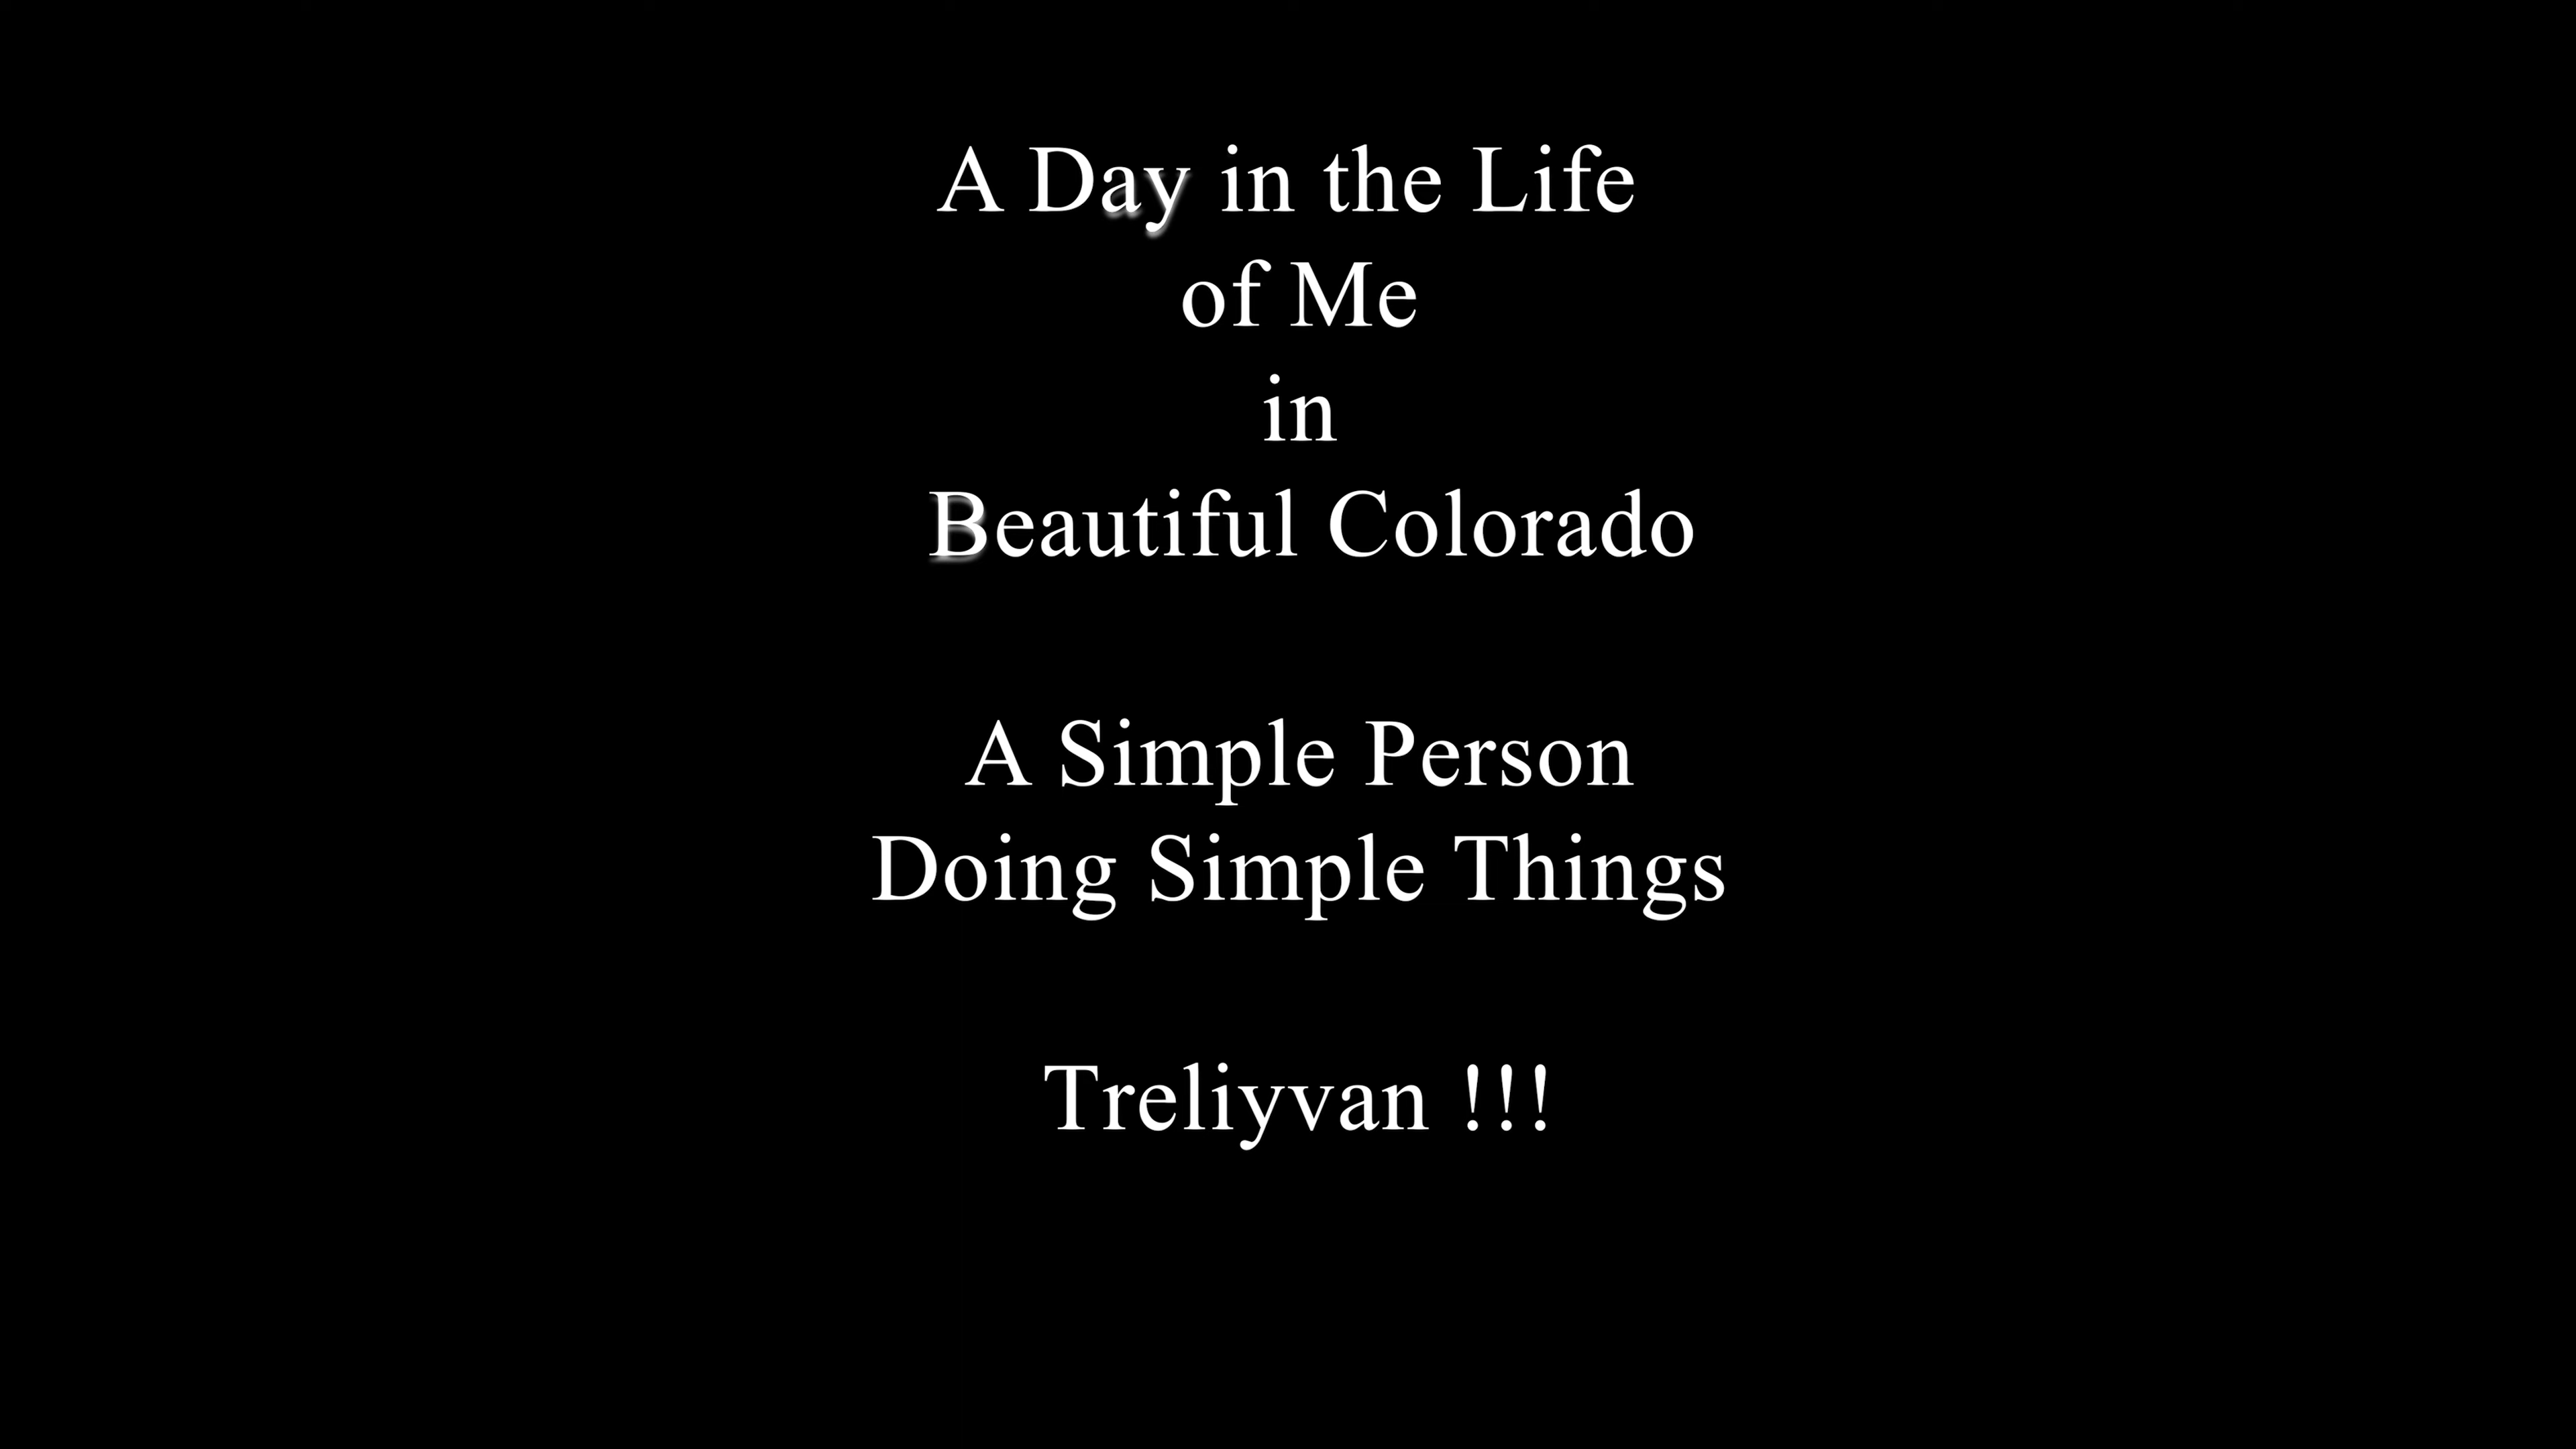 A Day in the Life
of Me
in
Beautiful Colorado
A Simple Person
Doing Simple Things
Treliyvan !!!